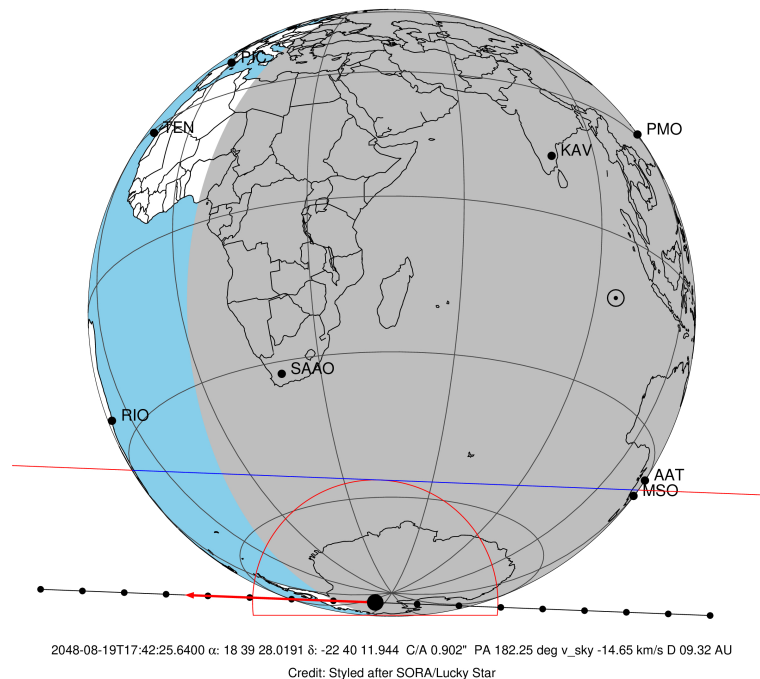 PIC
TEN
PMO
KAV
SAAO
RIO
AAT
MSO
2048-08-19T17:42:25.6400 α: 18 39 28.0191 δ: -22 40 11.944 C/A 0.902" PA 182.25 deg v_sky -14.65 km/s D 09.32 AU
Credit: Styled after SORA/Lucky Star